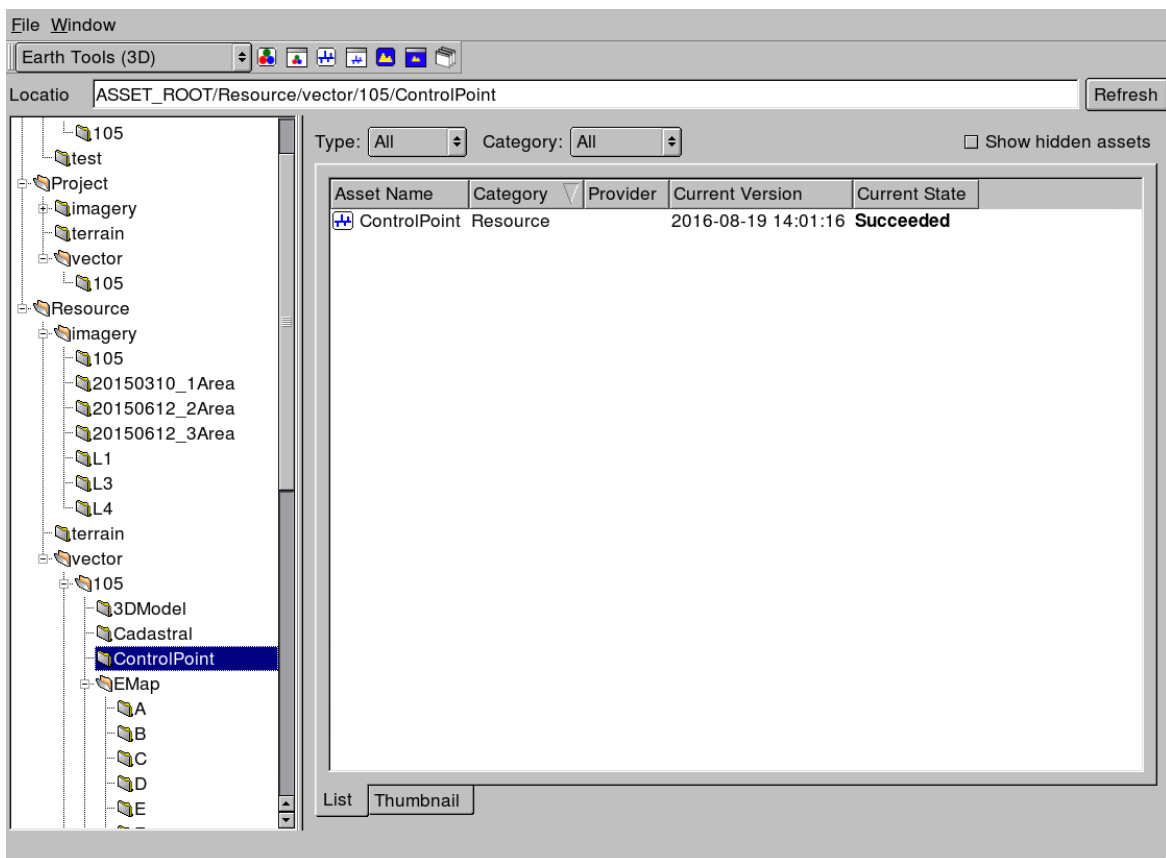 File Window
Earth Tools (3D)
Locatio ASSET_ROOT/Resource/vector/105/ControlPoint Refresh
105
test
Project
imagery
terrain
vector
105
Resource
imagery
105
20150310_1Area
20150612_2Area
20150612_3Area
L1
L3
L4
terrain
vector
105
3DModel
Cadastral
ControlPoint
EMap
A
B
C
D
E
Type: All Category: All Show hidden assets
Asset Name Category Provider Current Version Current State
ControlPoint Resource 2016-08-19 14:01:16 Succeeded
List Thumbnail